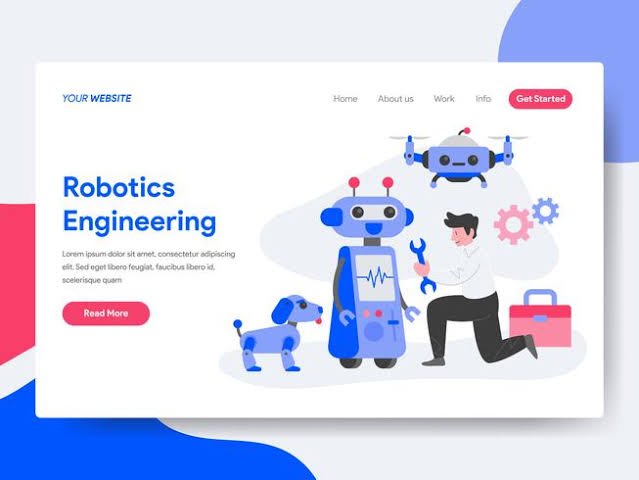 YOUR WEBSITE
Home About us Work Info Get Started
Robotics
Engineering
Lorem ipsum dolor sit amet, consectetur adipiscing
elit. Sed eget libero feugiat, faucibus libero id,
scelerisque quam
Read More